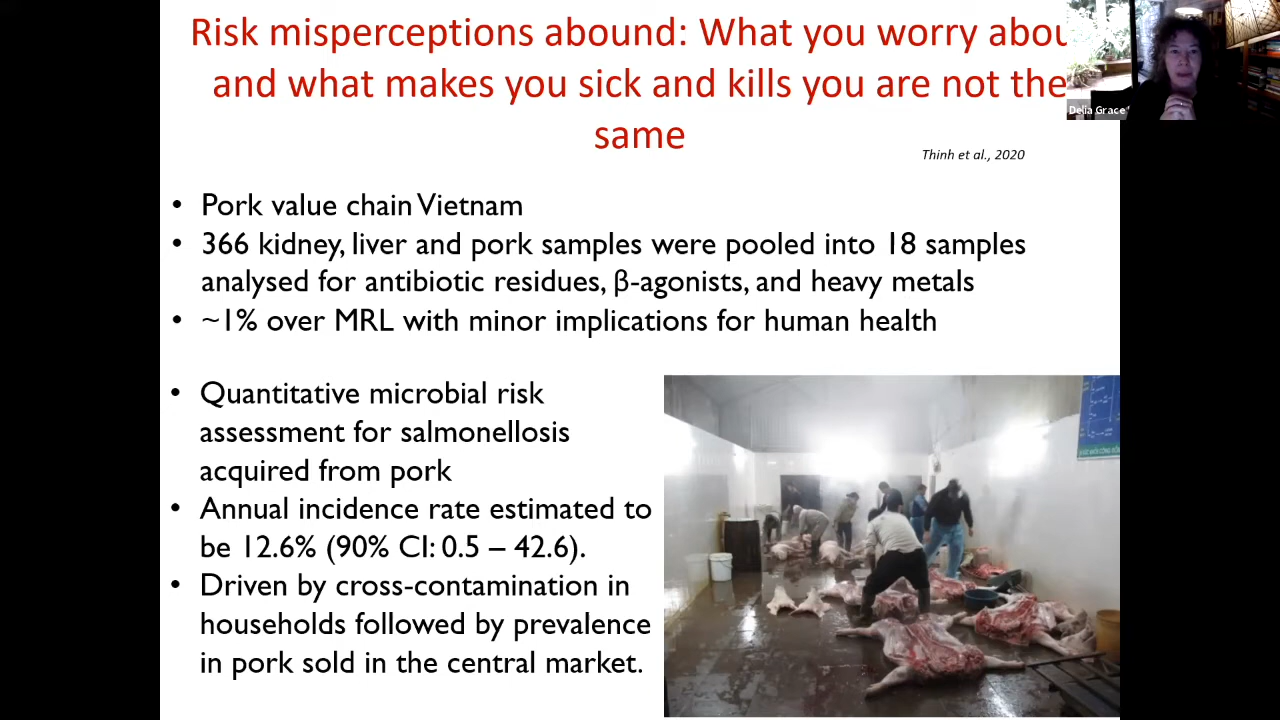 Risk misperceptions abound: What you worry abou
and what makes you sick and kills you are not the
same
Thinh et al., 2020
Delia Grace
• Pork value chain Vietnam
• 366 kidney, liver and pork samples were pooled into 18 samples
analysed for antibiotic residues, β-agonists, and heavy metals
• ~1% over MRL with minor implications for human health
• Quantitative microbial risk
assessment for salmonellosis
acquired from pork
• Annual incidence rate estimated to
be 12.6% (90% CI: 0.5 – 42.6).
• Driven by cross-contamination in
households followed by prevalence
in pork sold in the central market.